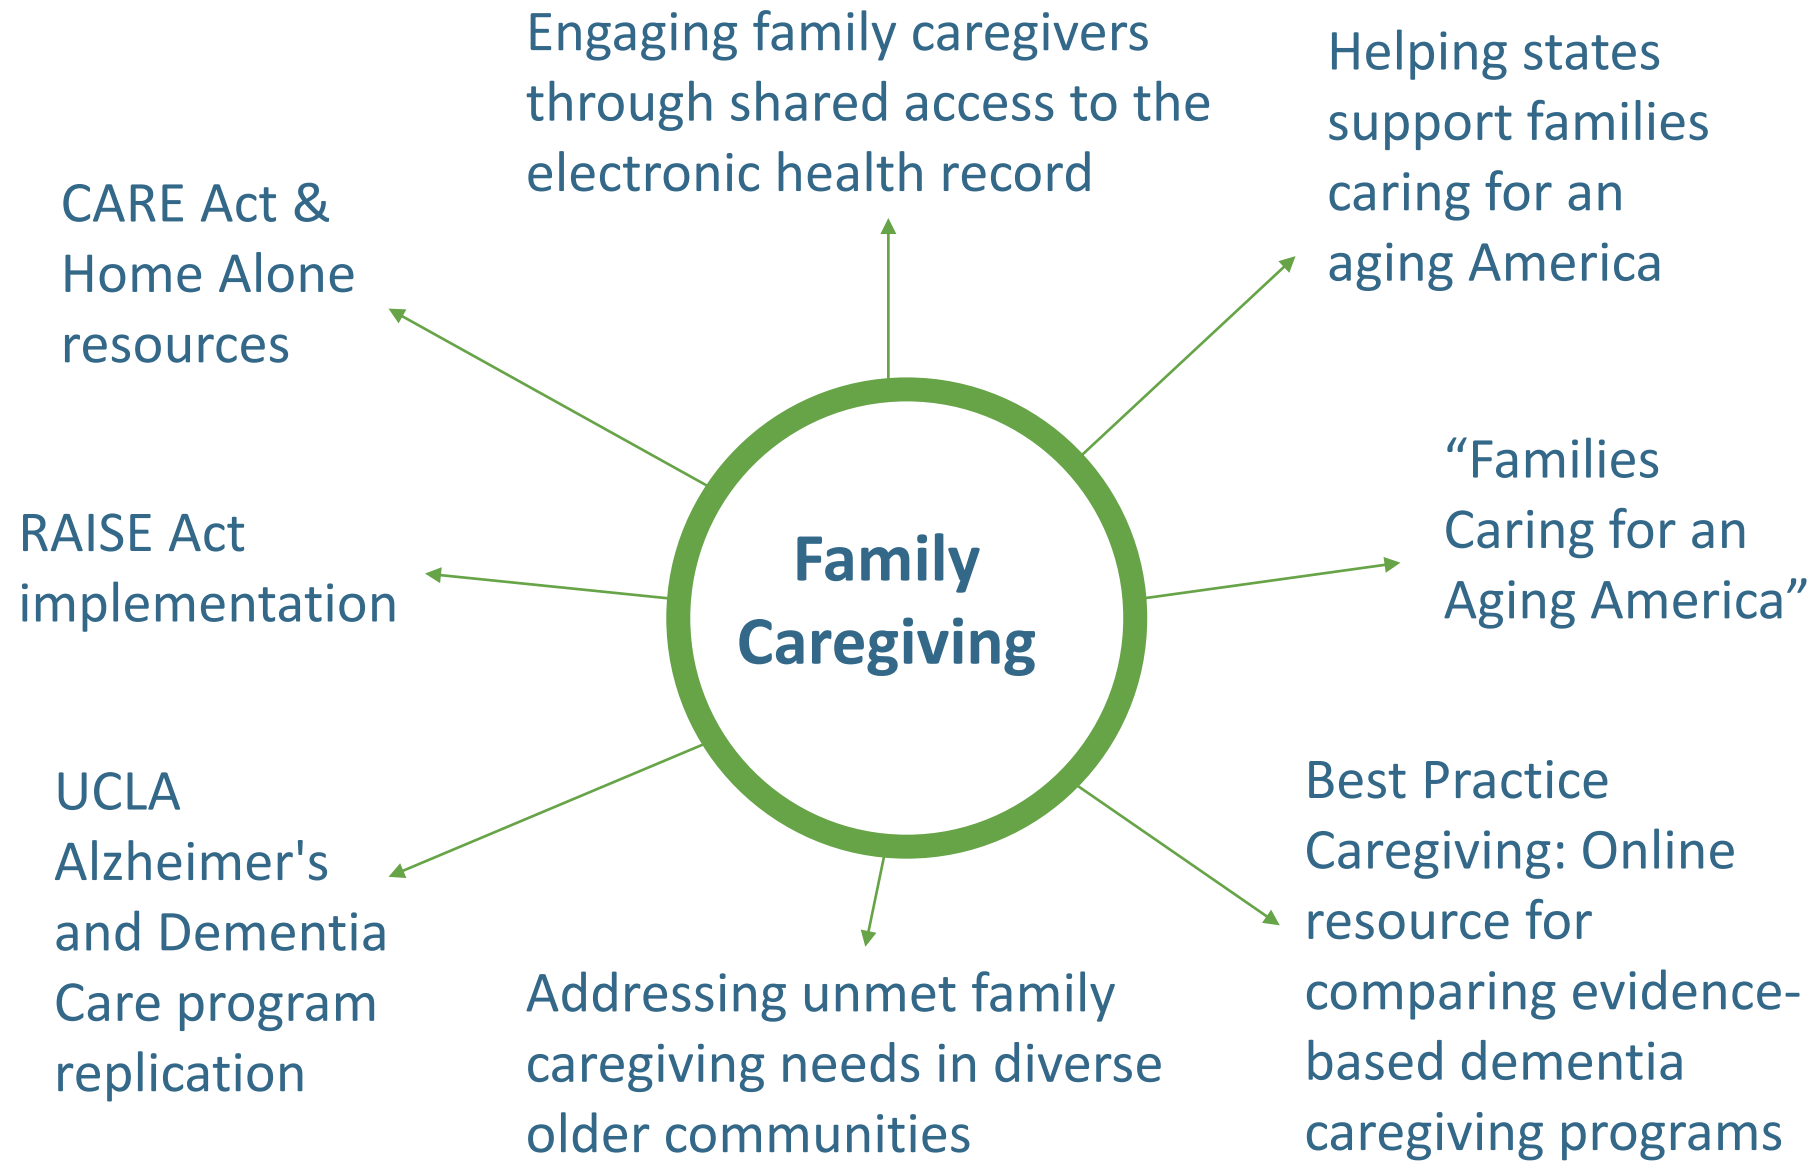 Engaging family caregivers
through shared access to the
electronic health record
Helping states
support families
caring for an
aging America
CARE Act &
Home Alone
resources
“Families
Caring for an
Aging America”
RAISE Act
implementation
Family
Caregiving
UCLA
Alzheimer's
and Dementia
Care program
replication
Best Practice
Caregiving: Online
resource for
comparing evidence-
based dementia
caregiving programs
Addressing unmet family
caregiving needs in diverse
older communities